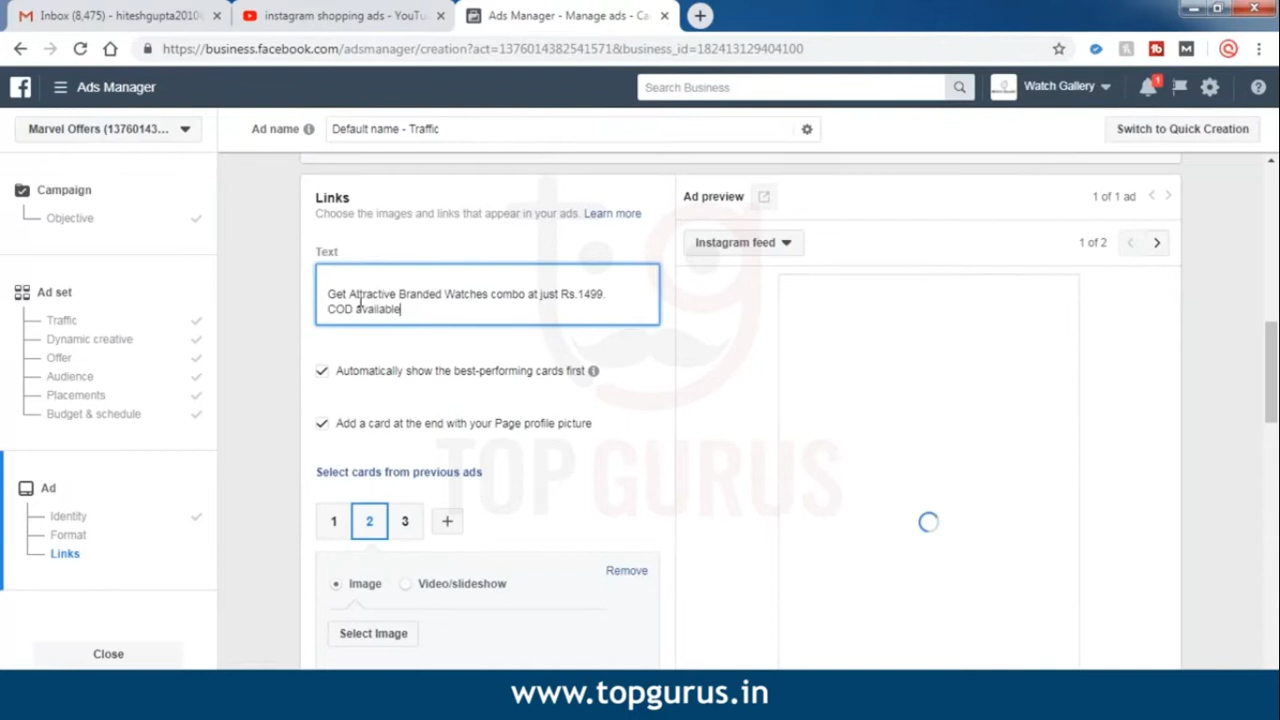 Inbox (8,475) - hiteshgupta2010
instagram shopping ads - YouTu
Ads Manager - Manage ads - Ca
https://business.facebook.com/adsmanager/creation?act=1376014382541571&business_id=182413129404100
Ads Manager
Search Business
Watch Gallery
1
Marvel Offers (13760143...
Ad name
Default name - Traffic
Switch to Quick Creation
Campaign
Objective
Ad set
Traffic
Dynamic creative
Offer
Audience
Placements
Budget & schedule
Ad
Identity
Format
Links
Close
Links
Choose the images and links that appear in your ads. Learn more
Text
Get Attractive Branded Watches combo at just Rs.1499.
COD available
Automatically show the best-performing cards first
Add a card at the end with your Page profile picture
Select cards from previous ads
1 2 3 +
Remove
Image Video/slideshow
Select Image
Ad preview
1 of 1 ad
Instagram feed
1 of 2
TOP GURUS
www.topgurus.in